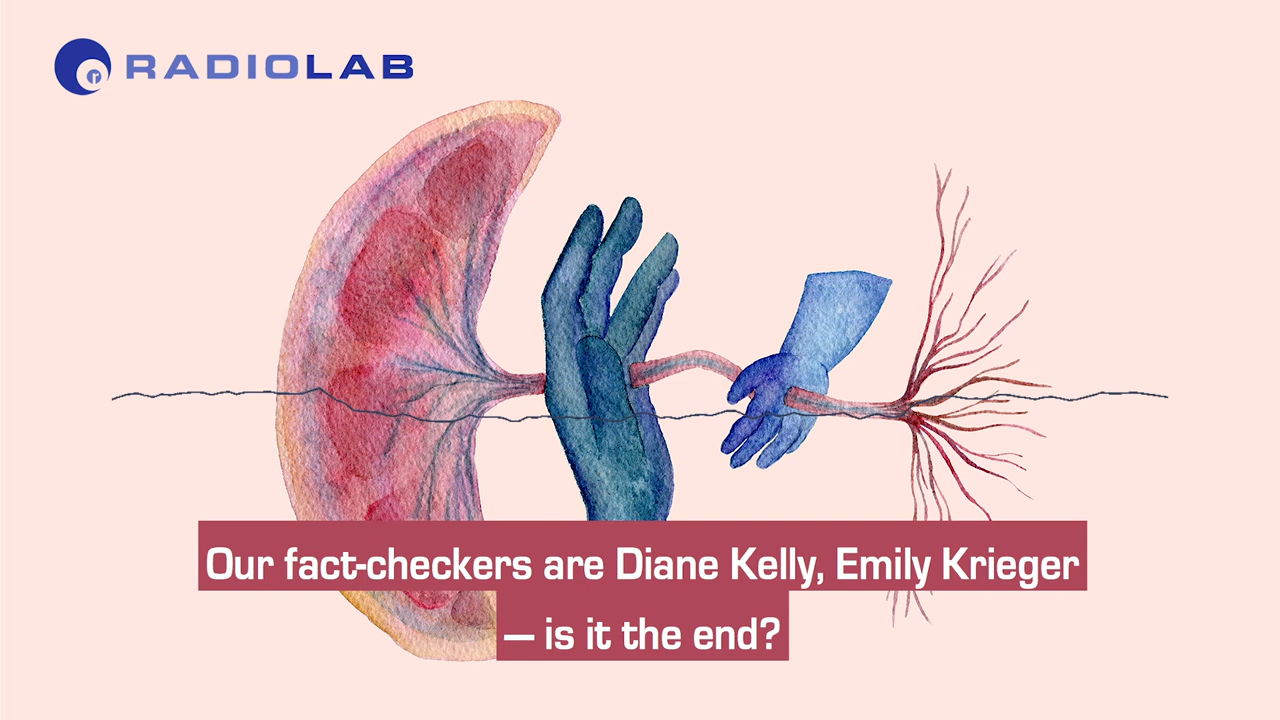 RADIOLAB
Our fact-checkers are Diane Kelly, Emily Krieger
— is it the end?